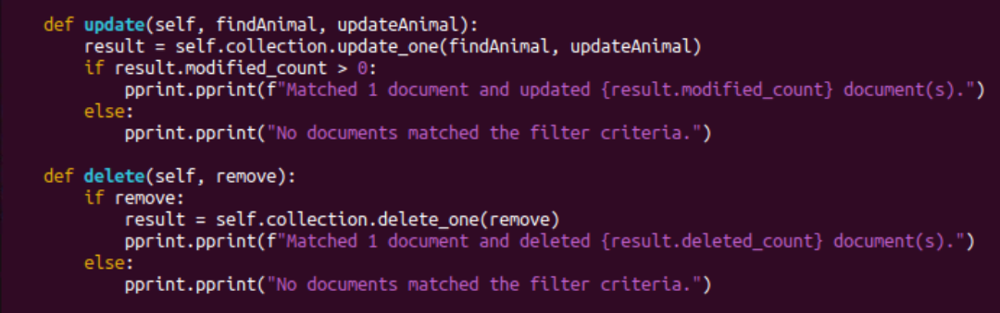 def update(self, findAnimal, updateAnimal):
    result = self.collection.update_one(findAnimal, updateAnimal)
    if result.modified_count > 0:
        pprint.pprint(f"Matched 1 document and updated {result.modified_count} document(s).")
    else:
        pprint.pprint("No documents matched the filter criteria.")

def delete(self, remove):
    if remove:
        result = self.collection.delete_one(remove)
        pprint.pprint(f"Matched 1 document and deleted {result.deleted_count} document(s).")
    else:
        pprint.pprint("No documents matched the filter criteria.")